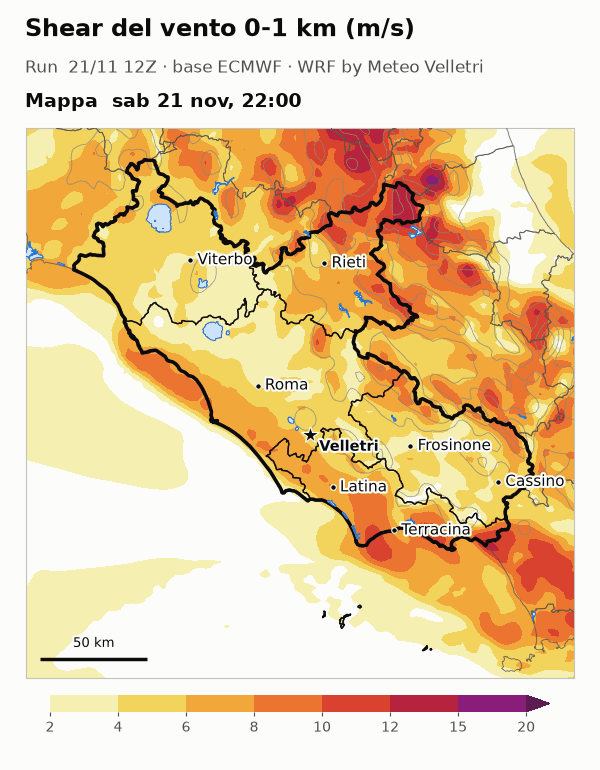 Shear del vento 0-1 km (m/s)
Run 21/11 12Z · base ECMWF · WRF by Meteo Velletri
Mappa sab 21 nov, 22:00
Viterbo
Rieti
Roma
Velletri
Frosinone
Cassino
Latina
Terracina
50 km
2 4 6 8 10 12 15 20